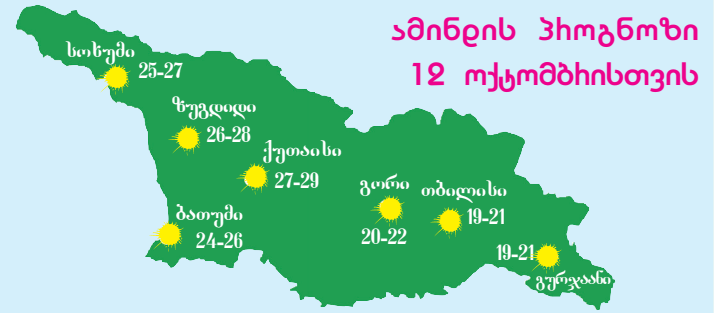 ამინდის პროგნოზი
12 ოქტომბრისთვის
სოხუმი
25-27
ზუგდიდი
26-28
ქუთაისი
27-29
ბათუმი
24-26
გორი
20-22
თბილისი
19-21
19-21
გურჯაანი